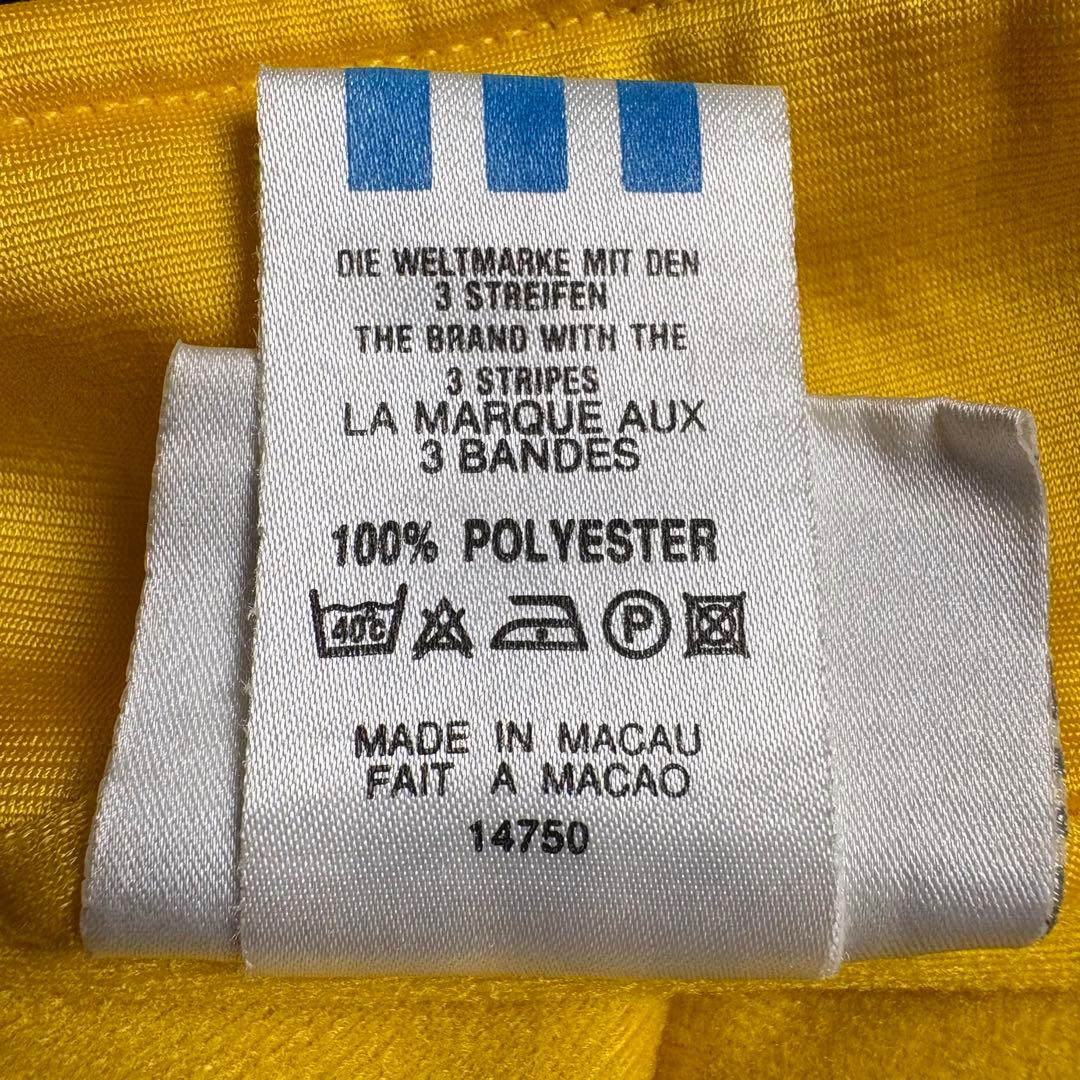 DIE WELTMARKE MIT DEN
3 STREIFEN
THE BRAND WITH THE
3 STRIPES
LA MARQUE AUX
3 BANDES
100% POLYESTER
40°C P
MADE IN MACAU
FAIT A MACAO
14750